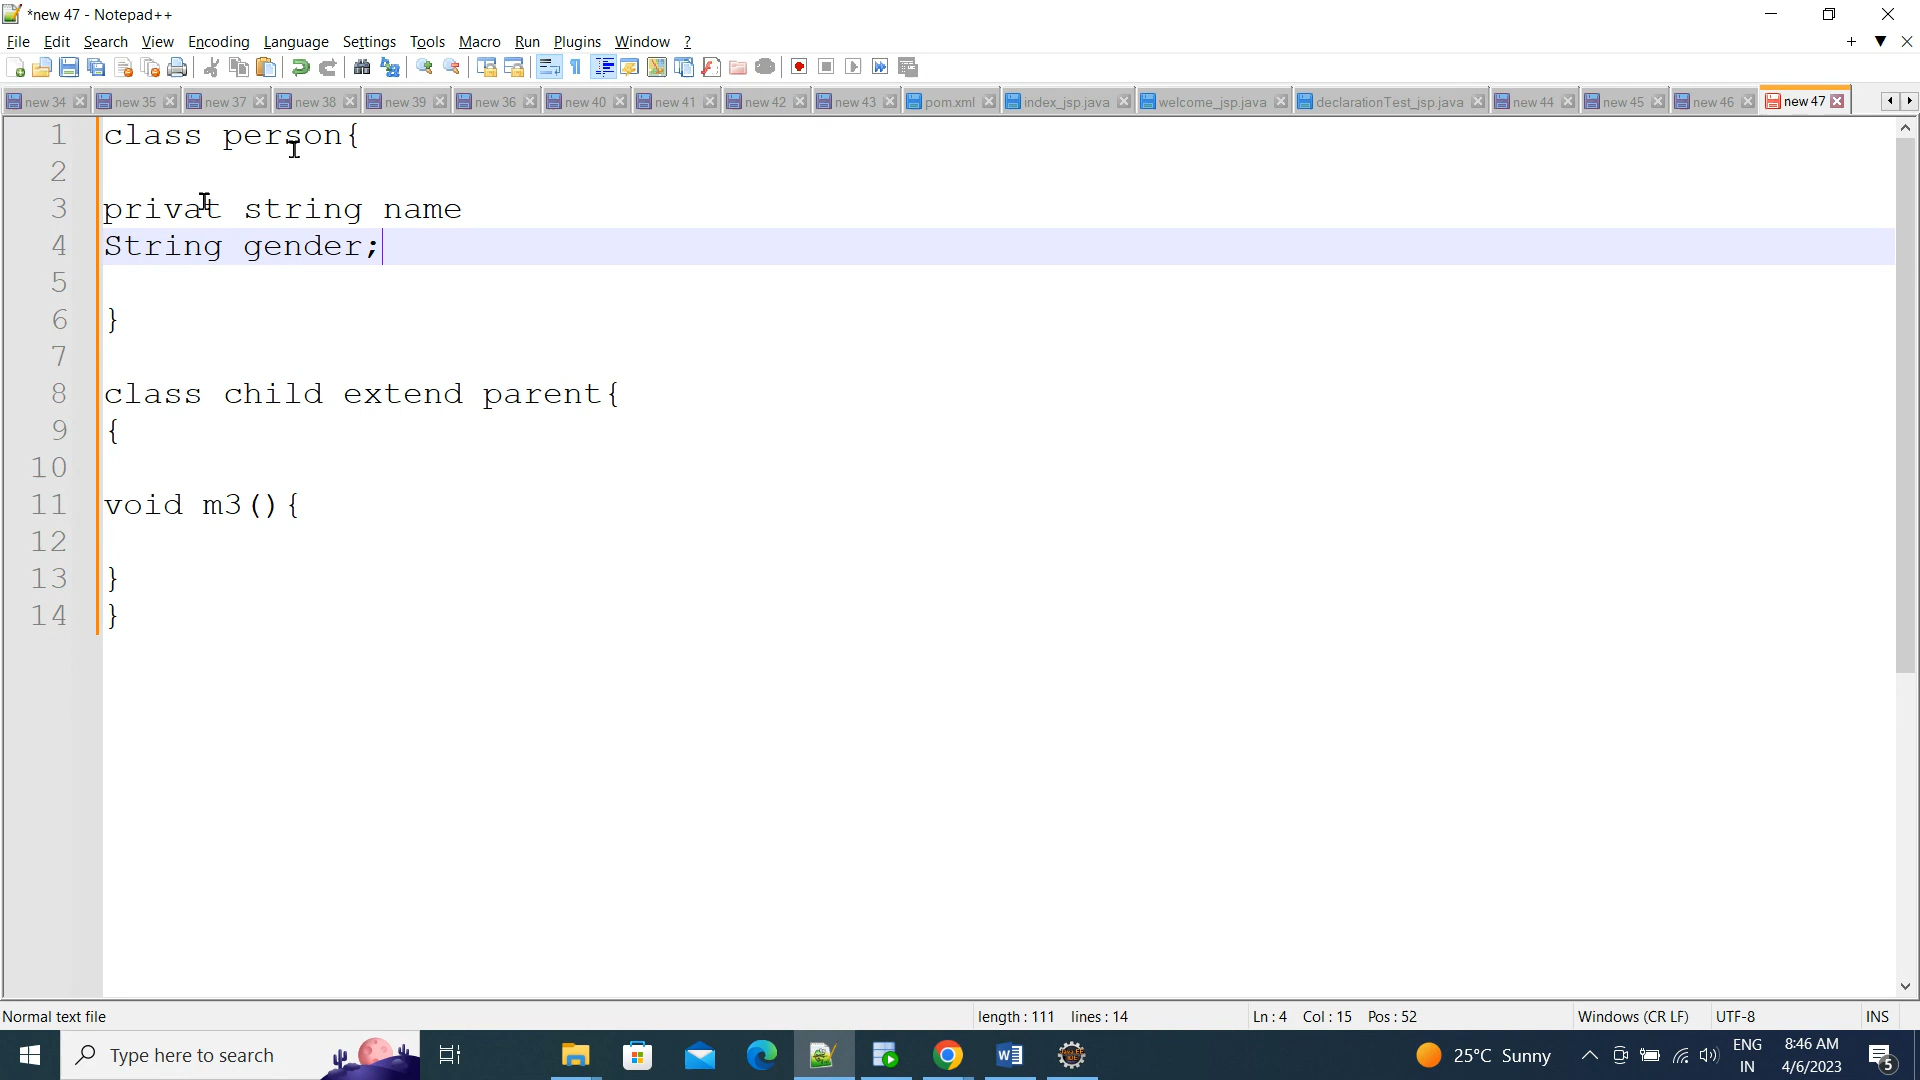 *new 47 - Notepad++
File Edit Search View Encoding Language Settings Tools Macro Run Plugins Window ?
new 34 new 35 new 37 new 38 new 39 new 36 new 40 new 41 new 42 new 43 pom.xml index_jsp.java welcome_jsp.java declarationTest_jsp.java new 44 new 45 new 46 new 47
1 class person{
2
3 privat string name
4 String gender;
5
6 }
7
8 class child extend parent{
9 {
10
11 void m3(){
12
13 }
14 }
Normal text file length : 111 lines : 14 Ln : 4 Col : 15 Pos : 52 Windows (CR LF) UTF-8 INS
Type here to search 25°C Sunny ENG IN 8:46 AM 4/6/2023 5